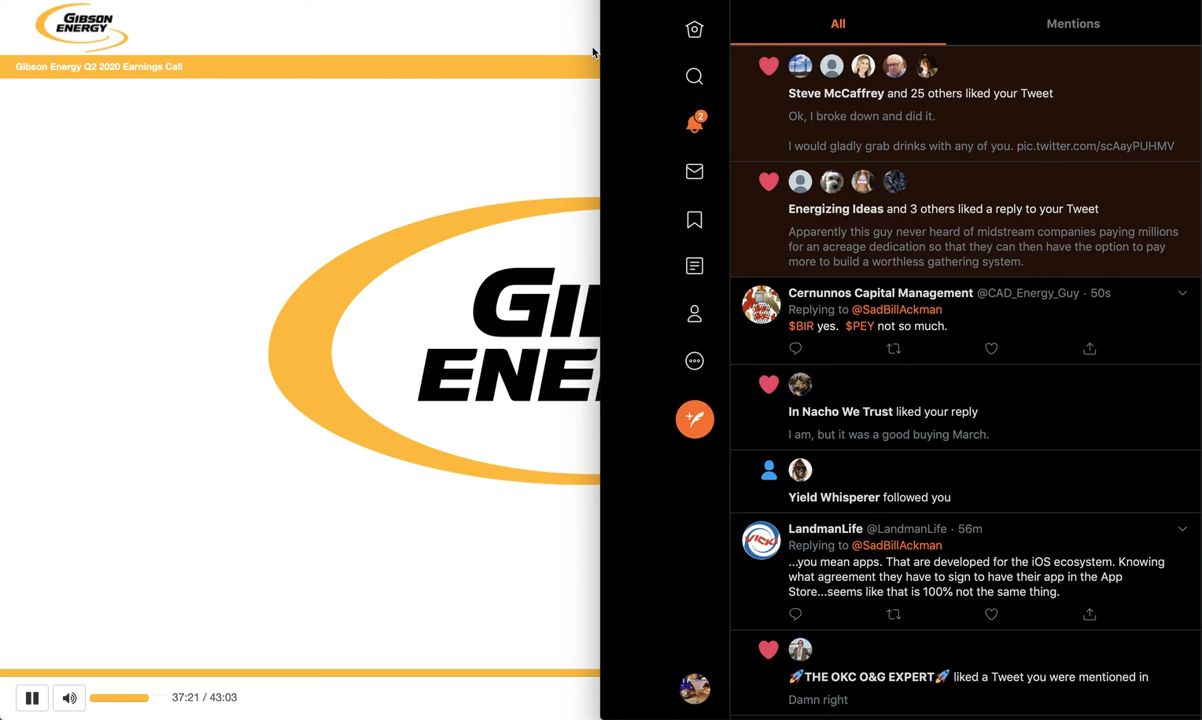 GIBSON
ENERGY
Gibson Energy Q2 2020 Earnings Call
GI
ENE
37:21 / 43:03
All
Mentions
2
Steve McCaffrey and 25 others liked your Tweet
Ok, I broke down and did it.
I would gladly grab drinks with any of you. pic.twitter.com/scAayPUHMV
Energizing Ideas and 3 others liked a reply to your Tweet
Apparently this guy never heard of midstream companies paying millions
for an acreage dedication so that they can then have the option to pay
more to build a worthless gathering system.
Cernunnos Capital Management @CAD_Energy_Guy · 50s
Replying to @SadBillAckman
$BIR yes. $PEY not so much.
In Nacho We Trust liked your reply
I am, but it was a good buying March.
Yield Whisperer followed you
VICK
LandmanLife @LandmanLife · 56m
Replying to @SadBillAckman
...you mean apps. That are developed for the iOS ecosystem. Knowing
what agreement they have to sign to have their app in the App
Store...seems like that is 100% not the same thing.
🚀THE OKC O&G EXPERT🚀 liked a Tweet you were mentioned in
Damn right